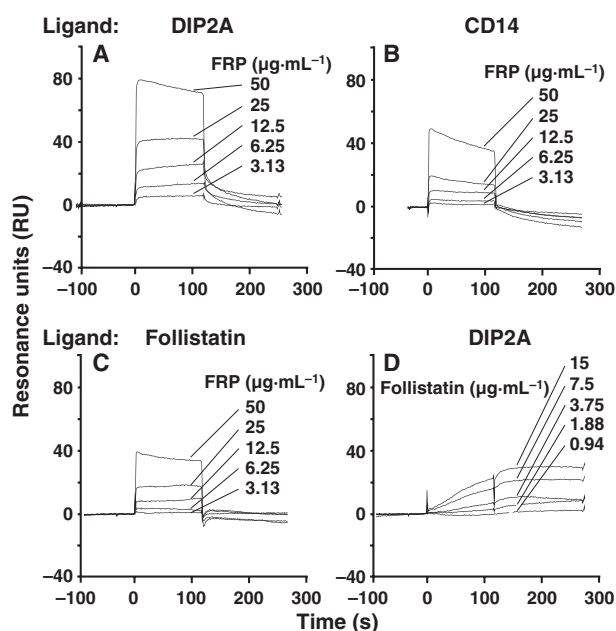 Ligand: DIP2A CD14
A
FRP (µg·mL⁻¹)
50
25
12.5
6.25
3.13
80
40
0
−40
−100 0 100 200 300
B
FRP (µg·mL⁻¹)
50
25
12.5
6.25
3.13
80
40
0
−40
−100 0 100 200 300
Resonance units (RU)
Ligand: Follistatin DIP2A
C
FRP (µg·mL⁻¹)
50
25
12.5
6.25
3.13
80
40
0
−40
−100 0 100 200 300
D
Follistatin (µg·mL⁻¹)
15
7.5
3.75
1.88
0.94
80
40
0
−40
−100 0 100 200 300
Time (s)